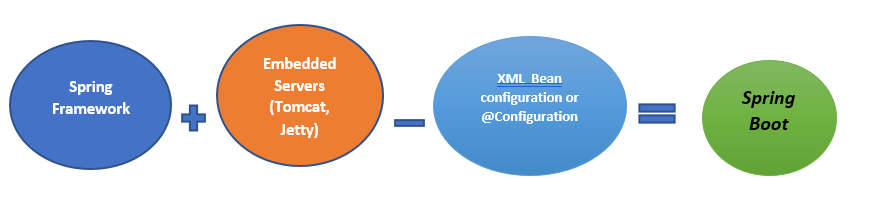 Spring
Framework
Embedded
Servers
(Tomcat,
Jetty)
XML Bean
configuration or
@Configuration
Spring
Boot